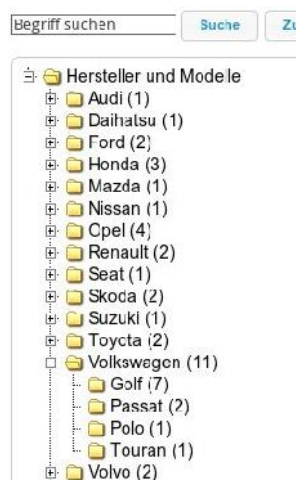 Begriff suchen Suche Zu
Hersteller und Modelle
Audi (1)
Daihatsu (1)
Ford (2)
Honda (3)
Mazda (1)
Nissan (1)
Opel (4)
Renault (2)
Seat (1)
Skoda (2)
Suzuki (1)
Toyota (2)
Volkswagen (11)
Golf (7)
Passat (2)
Polo (1)
Touran (1)
Volvo (2)